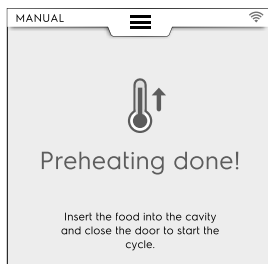 MANUAL
Preheating done!
Insert the food into the cavity
and close the door to start the
cycle.